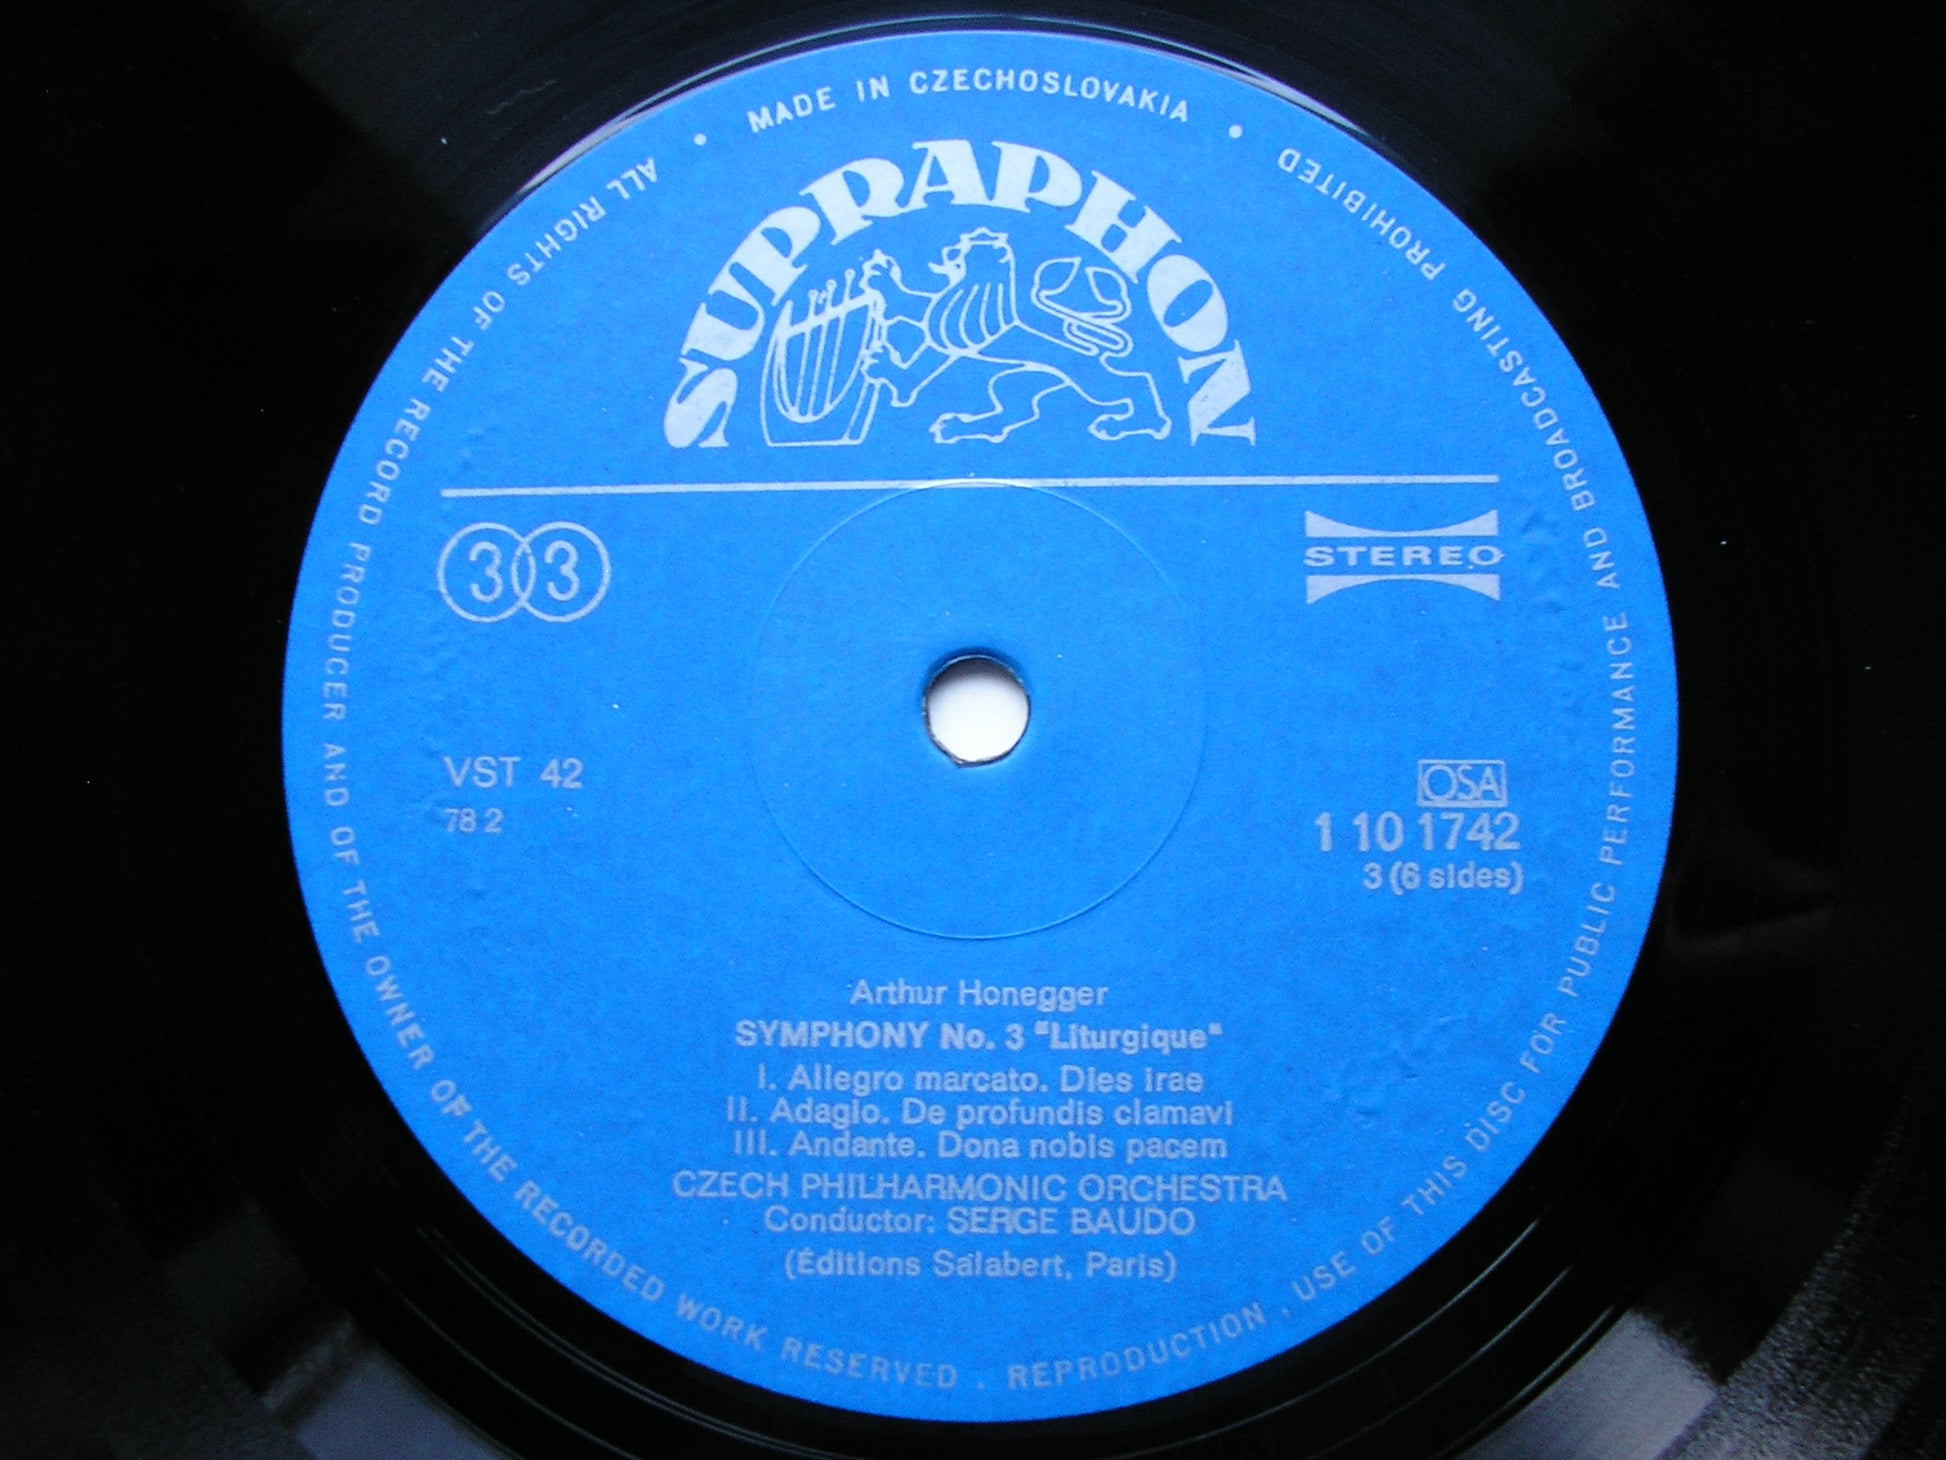 MADE IN CZECHOSLOVAKIA
SUPRAPHON
33
STEREO
VST 42
78 2
OSA
1 10 1742
3 (6 sides)
Arthur Honegger
SYMPHONY No. 3 "Liturgique"
I. Allegro marcato. Dies irae
II. Adagio. De profundis clamavi
III. Andante. Dona nobis pacem
CZECH PHILHARMONIC ORCHESTRA
Conductor: SERGE BAUDO
(Éditions Salabert, Paris)
ALL RIGHTS OF THE RECORD PRODUCER AND OF THE OWNER OF THE RECORDED WORK RESERVED . REPRODUCTION . USE OF THIS DISC FOR PUBLIC PERFORMANCE AND BROADCASTING PROHIBITED